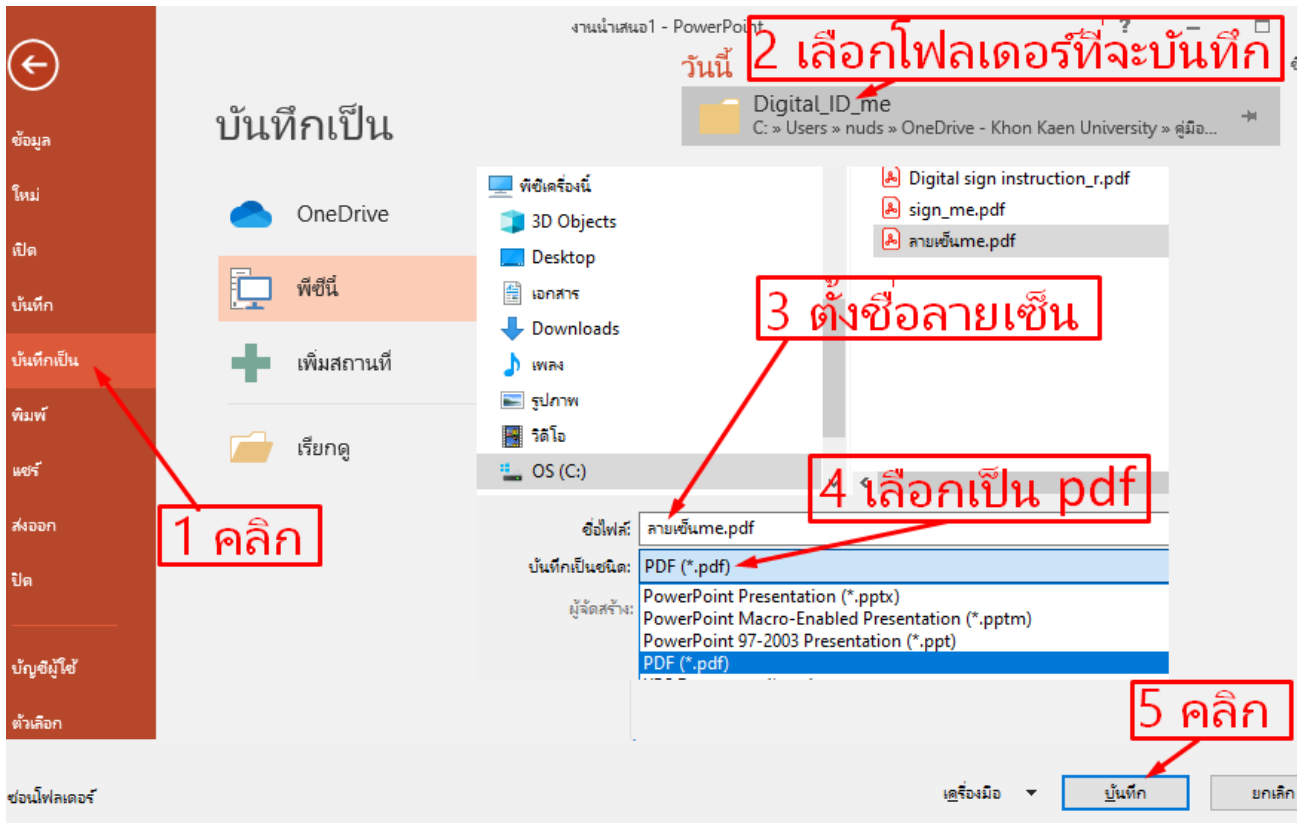 งานนำเสนอ1 - PowerPoint ?
2 เลือกโฟลเดอร์ที่จะบันทึก
วันนี้
Digital_ID_me
C: » Users » nuds » OneDrive - Khon Kaen University » คู่มือ...
บันทึกเป็น
ข้อมูล
ใหม่
เปิด
บันทึก
บันทึกเป็น
พิมพ์
แชร์
ส่งออก
ปิด
บัญชีผู้ใช้
ตัวเลือก
OneDrive
พีซีนี้
เพิ่มสถานที่
เรียกดู
1 คลิก
พีซีเครื่องนี้
3D Objects
Desktop
เอกสาร
Downloads
เพลง
รูปภาพ
วิดีโอ
OS (C:)
Digital sign instruction_r.pdf
sign_me.pdf
ลายเซ็นme.pdf
3 ตั้งชื่อลายเซ็น
4 เลือกเป็น pdf
ชื่อไฟล์: ลายเซ็นme.pdf
บันทึกเป็นชนิด: PDF (*.pdf)
ผู้จัดสร้าง:
PowerPoint Presentation (*.pptx)
PowerPoint Macro-Enabled Presentation (*.pptm)
PowerPoint 97-2003 Presentation (*.ppt)
PDF (*.pdf)
5 คลิก
ซ่อนโฟลเดอร์
เครื่องมือ
บันทึก
ยกเลิก